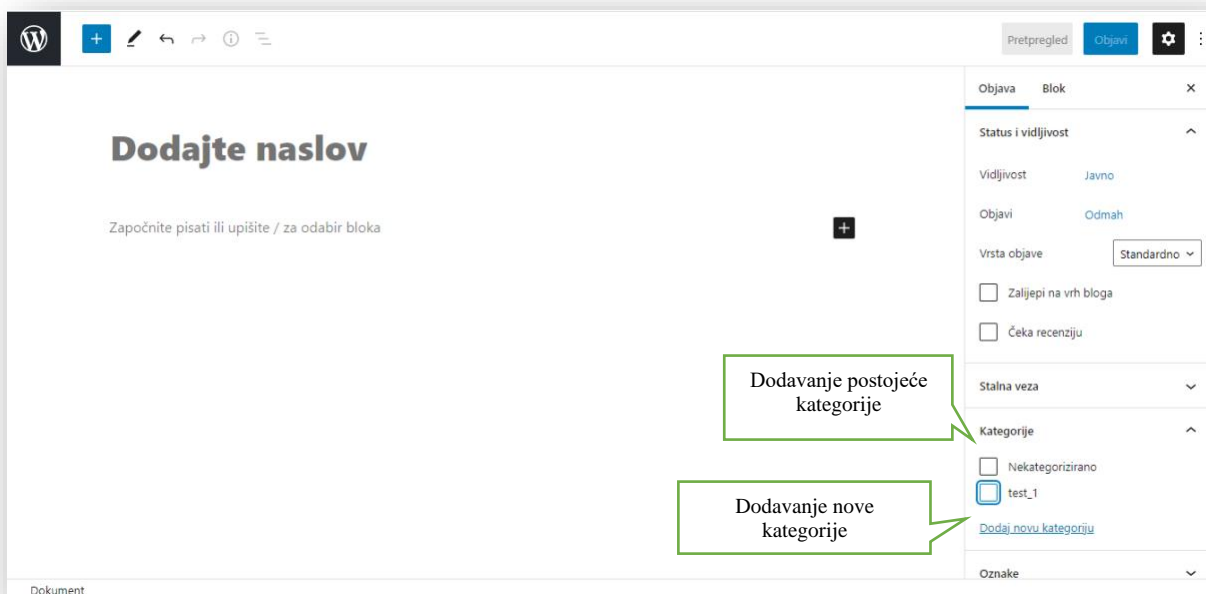 Pretpregled
Objavi
Objava Blok
Status i vidljivost
Dodajte naslov
Vidljivost Javno
Objavi Odmah
Započnite pisati ili upišite / za odabir bloka
Vrsta objave Standardno
Zalijepi na vrh bloga
Čeka recenziju
Dodavanje postojeće
kategorije
Stalna veza
Kategorije
Nekategorizirano
test_1
Dodavanje nove
kategorije
Dodaj novu kategoriju
Oznake
Dokument